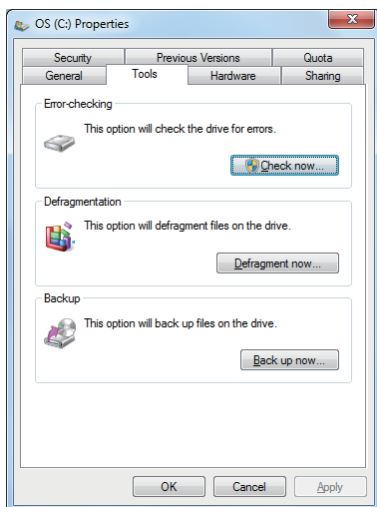 OS (C:) Properties
Security Previous Versions Quota
General Tools Hardware Sharing
Error-checking
This option will check the drive for errors.
Check now...
Defragmentation
This option will defragment files on the drive.
Defragment now...
Backup
This option will back up files on the drive.
Back up now...
OK Cancel Apply